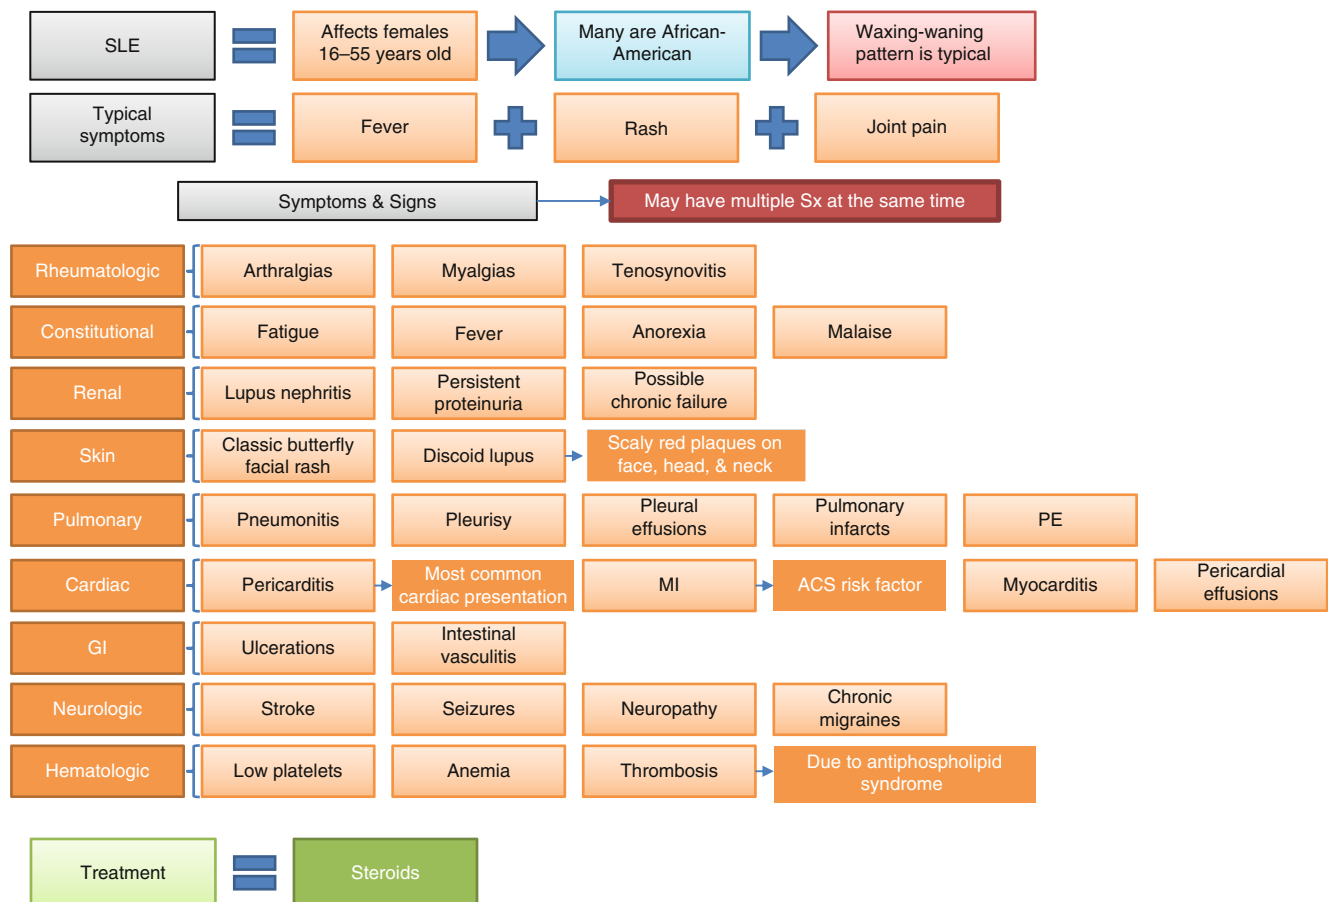 SLE
Affects females
16–55 years old
Many are African-
American
Waxing-waning
pattern is typical
Typical
symptoms
Fever
Rash
Joint pain
Symptoms & Signs
May have multiple Sx at the same time
Rheumatologic
Arthralgias
Myalgias
Tenosynovitis
Constitutional
Fatigue
Fever
Anorexia
Malaise
Renal
Lupus nephritis
Persistent
proteinuria
Possible
chronic failure
Skin
Classic butterfly
facial rash
Discoid lupus
Scaly red plaques on
face, head, & neck
Pulmonary
Pneumonitis
Pleurisy
Pleural
effusions
Pulmonary
infarcts
PE
Cardiac
Pericarditis
Most common
cardiac presentation
MI
ACS risk factor
Myocarditis
Pericardial
effusions
GI
Ulcerations
Intestinal
vasculitis
Neurologic
Stroke
Seizures
Neuropathy
Chronic
migraines
Hematologic
Low platelets
Anemia
Thrombosis
Due to antiphospholipid
syndrome
Treatment
Steroids